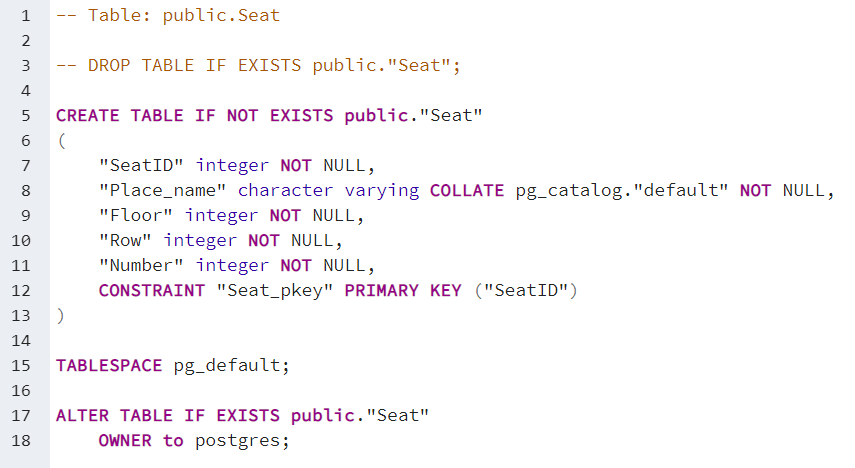 1 -- Table: public.Seat
2
3 -- DROP TABLE IF EXISTS public."Seat";
4
5 CREATE TABLE IF NOT EXISTS public."Seat"
6 (
7     "SeatID" integer NOT NULL,
8     "Place_name" character varying COLLATE pg_catalog."default" NOT NULL,
9     "Floor" integer NOT NULL,
10     "Row" integer NOT NULL,
11     "Number" integer NOT NULL,
12     CONSTRAINT "Seat_pkey" PRIMARY KEY ("SeatID")
13 )
14
15 TABLESPACE pg_default;
16
17 ALTER TABLE IF EXISTS public."Seat"
18     OWNER to postgres;